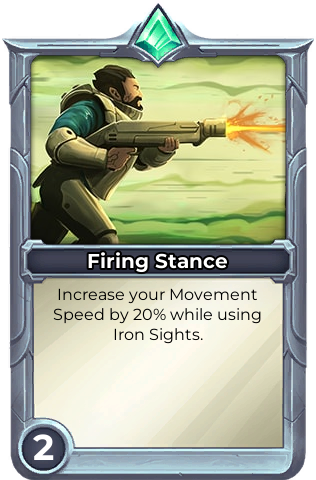 Firing Stance
Increase your Movement
Speed by 20% while using
Iron Sights.
2